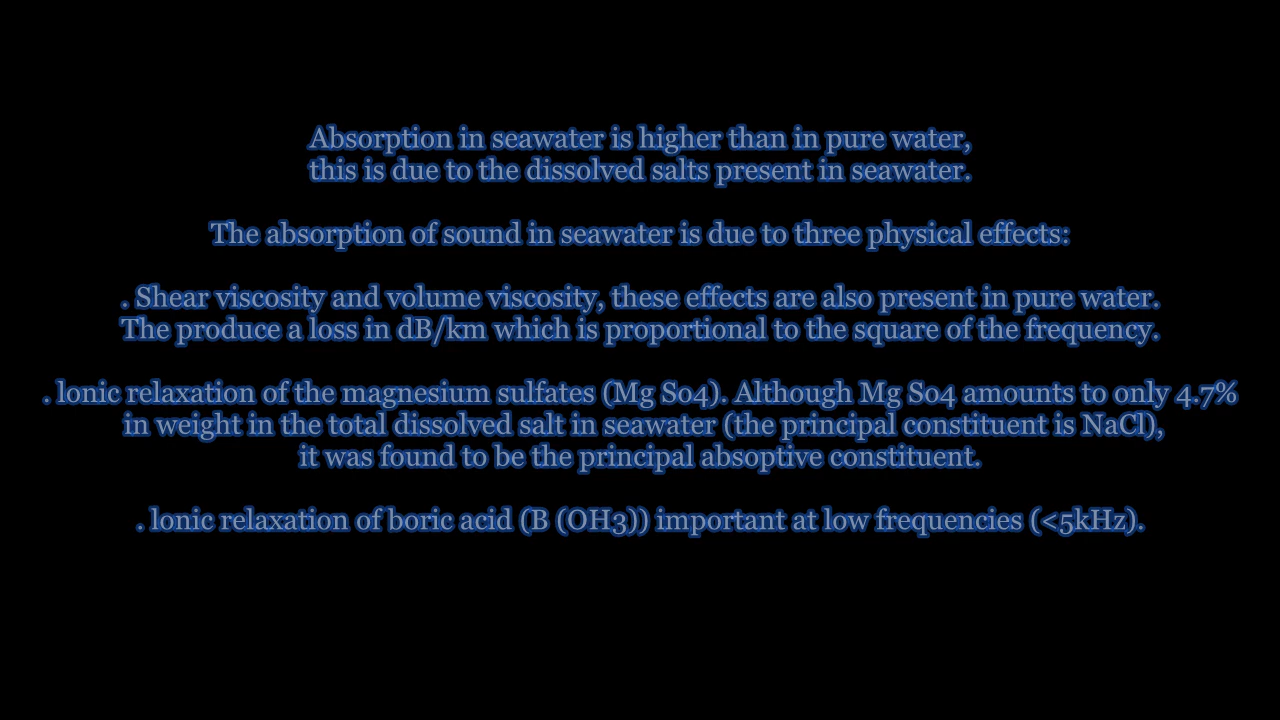 Absorption in seawater is higher than in pure water,
this is due to the dissolved salts present in seawater.
The absorption of sound in seawater is due to three physical effects:
. Shear viscosity and volume viscosity, these effects are also present in pure water.
The produce a loss in dB/km which is proportional to the square of the frequency.
. lonic relaxation of the magnesium sulfates (Mg So4). Although Mg So4 amounts to only 4.7%
in weight in the total dissolved salt in seawater (the principal constituent is NaCl),
it was found to be the principal absoptive constituent.
. lonic relaxation of boric acid (B (OH3)) important at low frequencies (<5kHz).